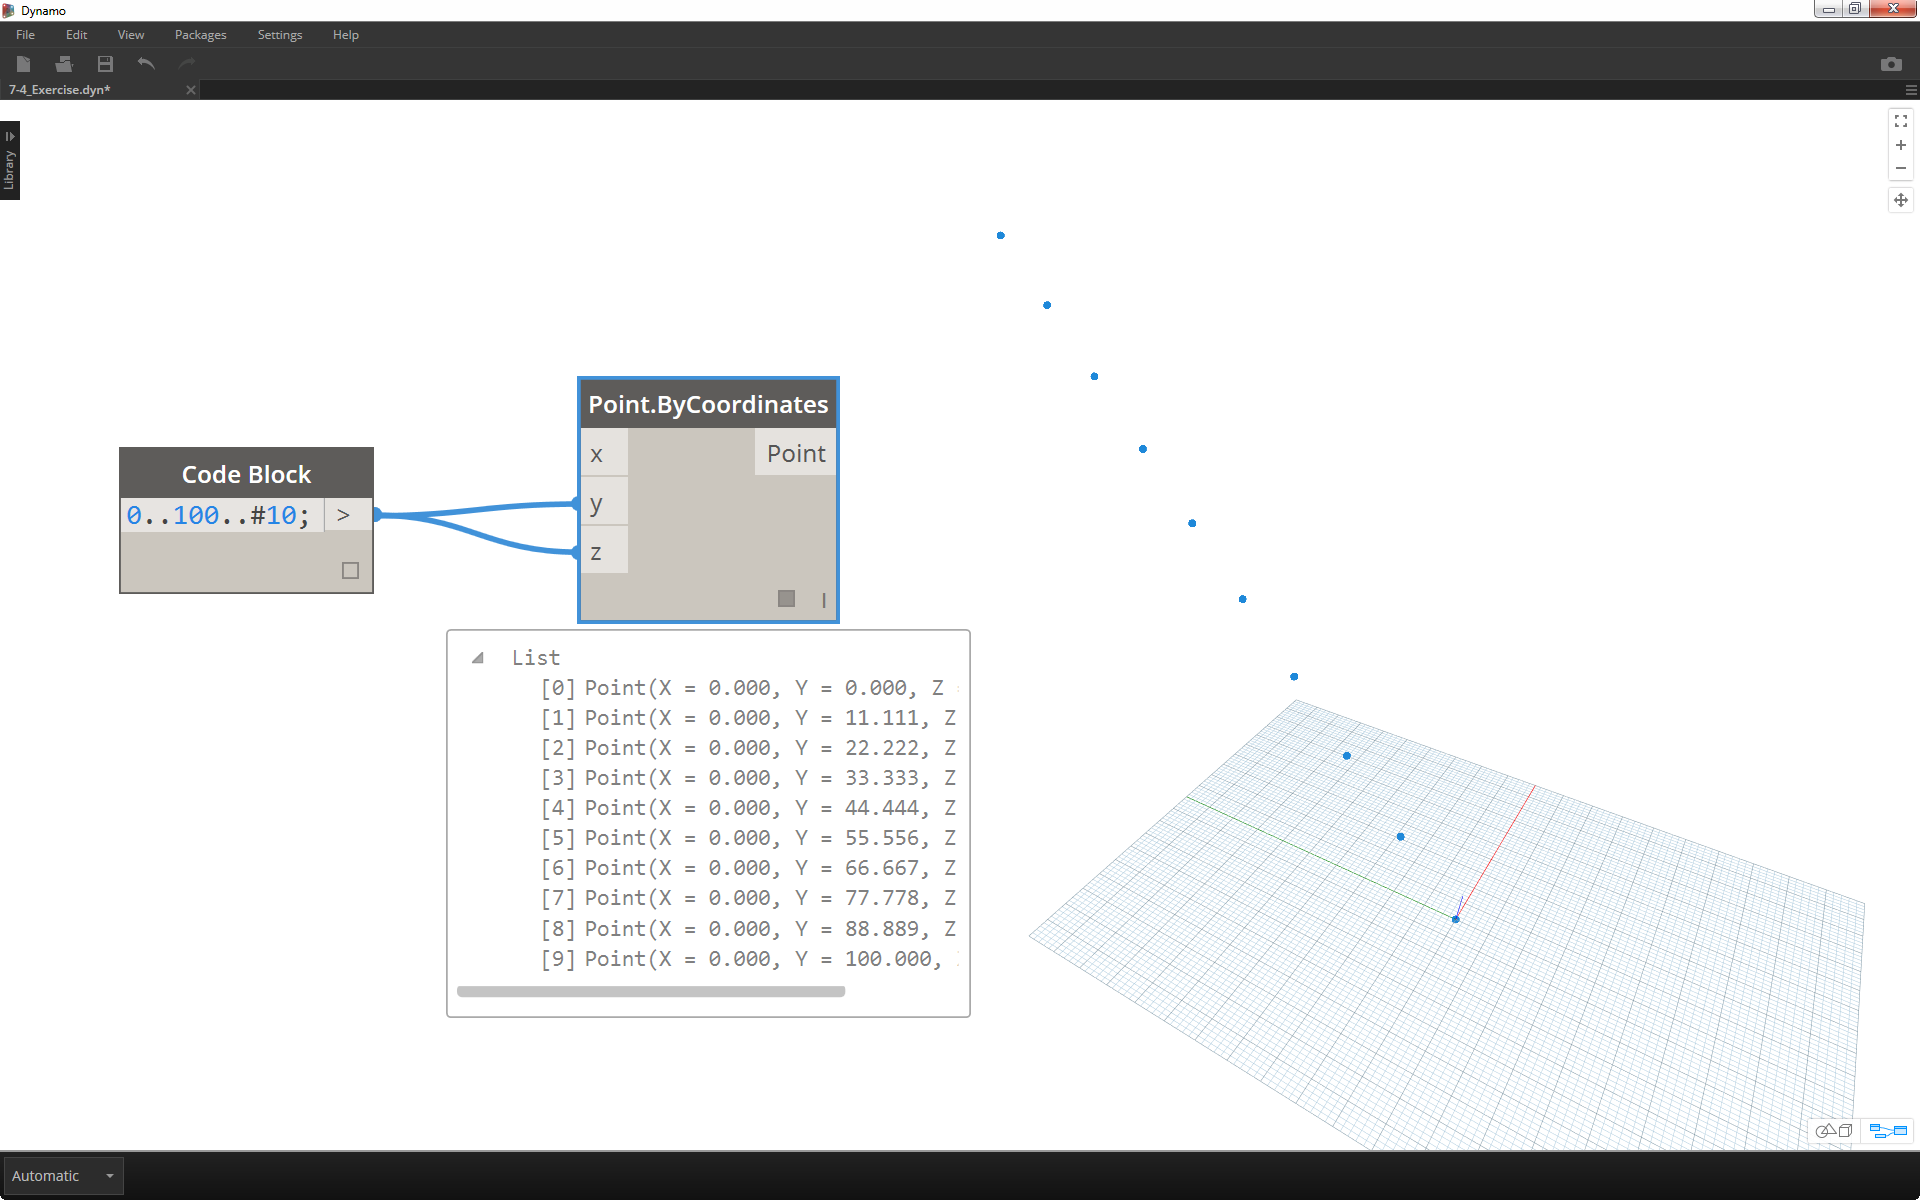 Dynamo
File Edit View Packages Settings Help
7-4_Exercise.dyn*
Library
Point.ByCoordinates
x Point
y
z
Code Block
0..100..#10; >
List
[0] Point(X = 0.000, Y = 0.000, Z
[1] Point(X = 0.000, Y = 11.111, Z
[2] Point(X = 0.000, Y = 22.222, Z
[3] Point(X = 0.000, Y = 33.333, Z
[4] Point(X = 0.000, Y = 44.444, Z
[5] Point(X = 0.000, Y = 55.556, Z
[6] Point(X = 0.000, Y = 66.667, Z
[7] Point(X = 0.000, Y = 77.778, Z
[8] Point(X = 0.000, Y = 88.889, Z
[9] Point(X = 0.000, Y = 100.000,
Automatic